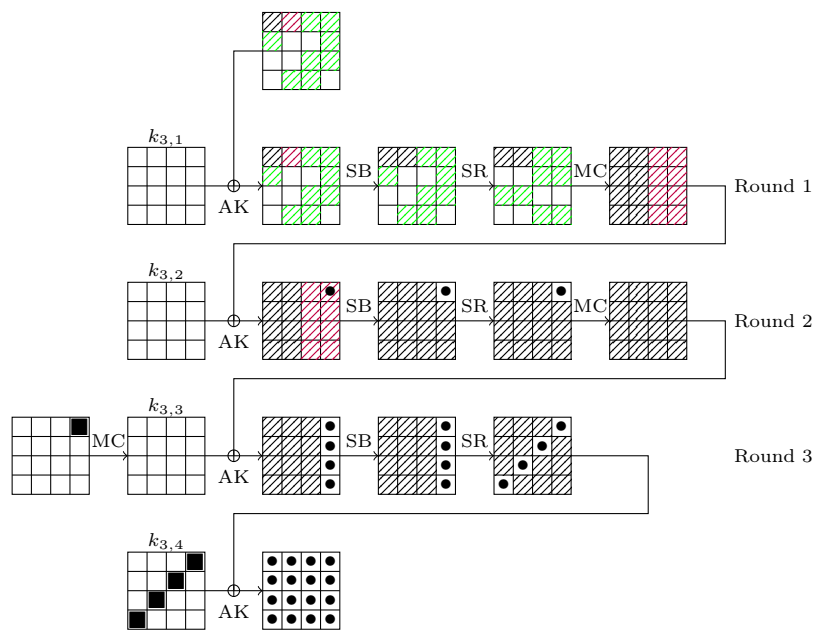 k3,1
SB SR MC Round 1
AK
k3,2
SB SR MC Round 2
AK
k3,3
MC SB SR Round 3
AK
k3,4
AK